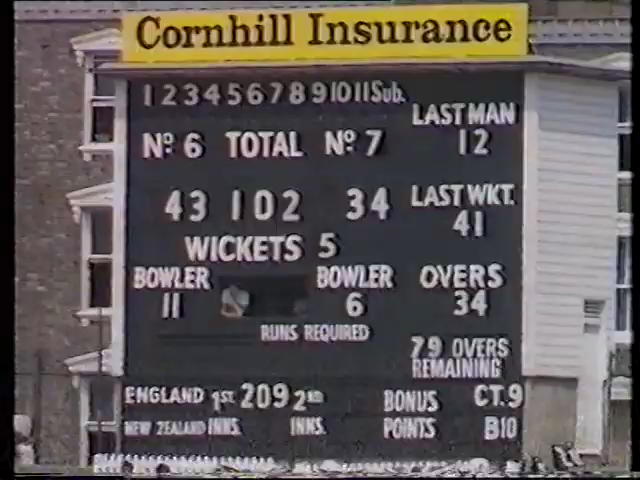 Cornhill Insurance
1 2 3 4 5 6 7 8 9 10 11 Sub.
LAST MAN
Nº 6 TOTAL Nº 7 12
43 102 34 LAST WKT.
41
WICKETS 5
BOWLER BOWLER OVERS
11 6 34
RUNS REQUIRED
79 OVERS
REMAINING
ENGLAND 1ST. 209 2ND BONUS CT.9
NEW ZEALAND INNS. INNS. POINTS B10